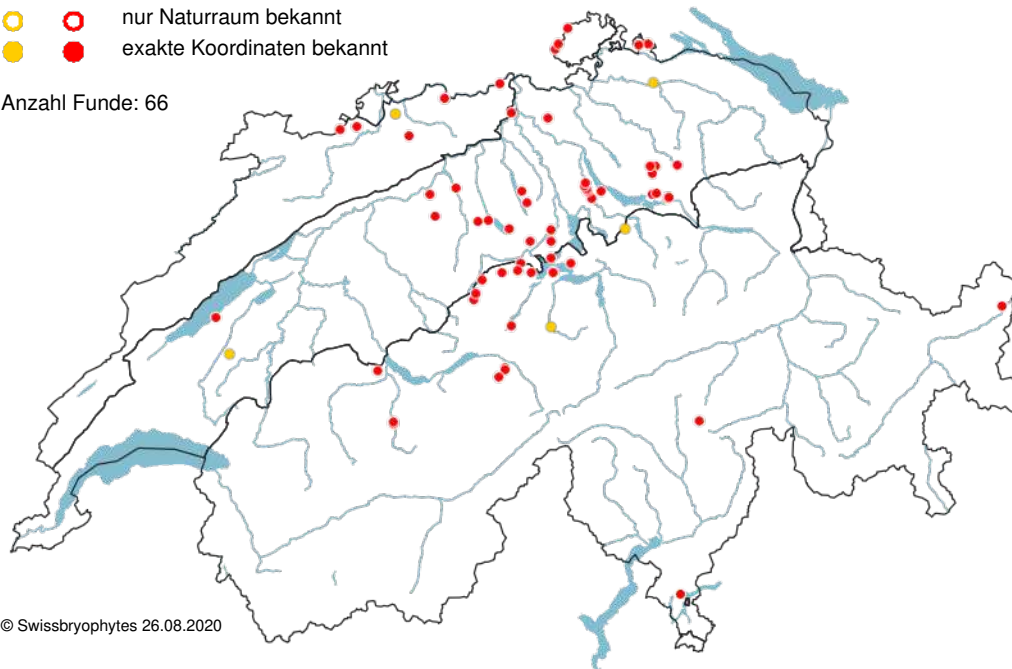 nur Naturraum bekannt
exakte Koordinaten bekannt
Anzahl Funde: 66
© Swissbryophytes 26.08.2020